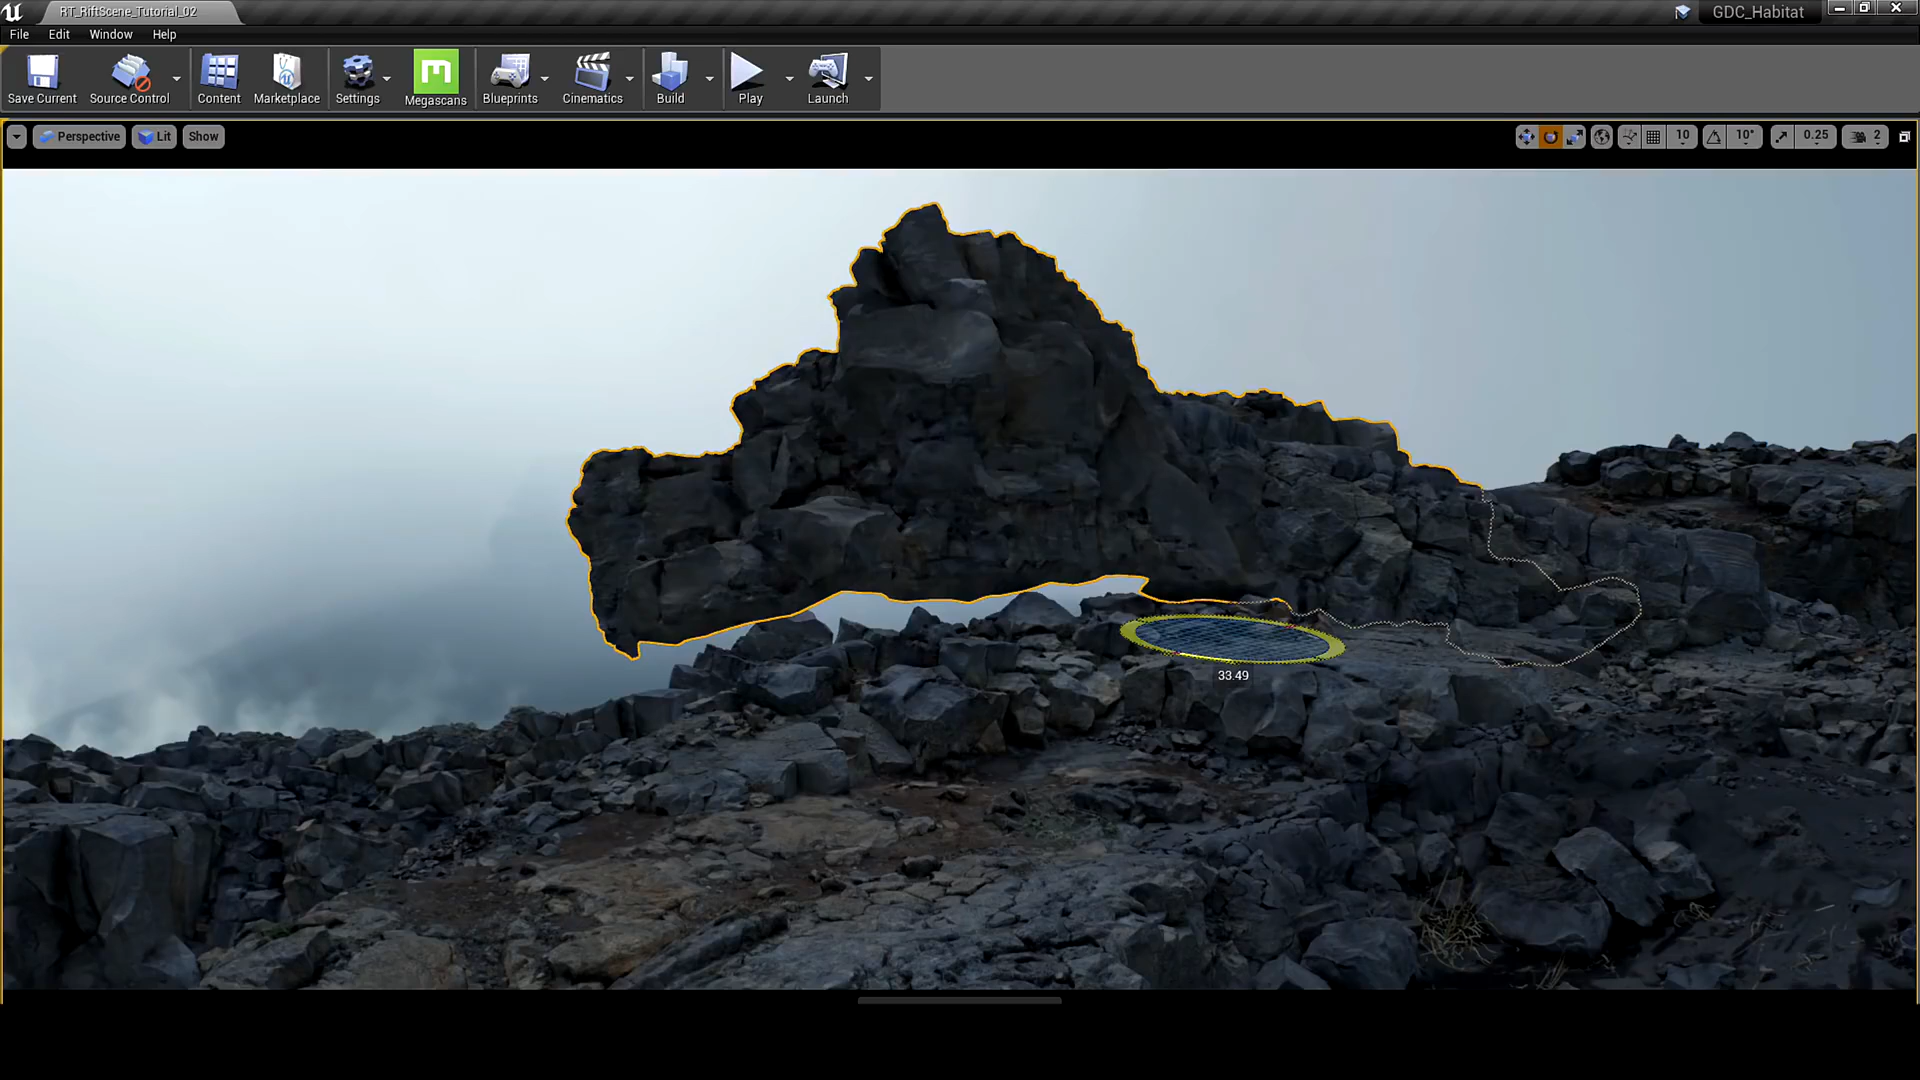 RT_RiftScene_Tutorial_02
GDC_Habitat
File Edit Window Help
Save Current Source Control Content Marketplace Settings Megascans Blueprints Cinematics Build Play Launch
Perspective Lit Show
10 10° 0.25 2
33.49